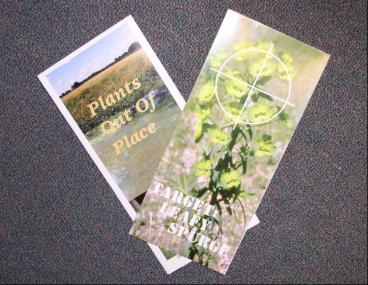 Plants
Out Of
Place
TARGET:
LEAFY
SPURGE